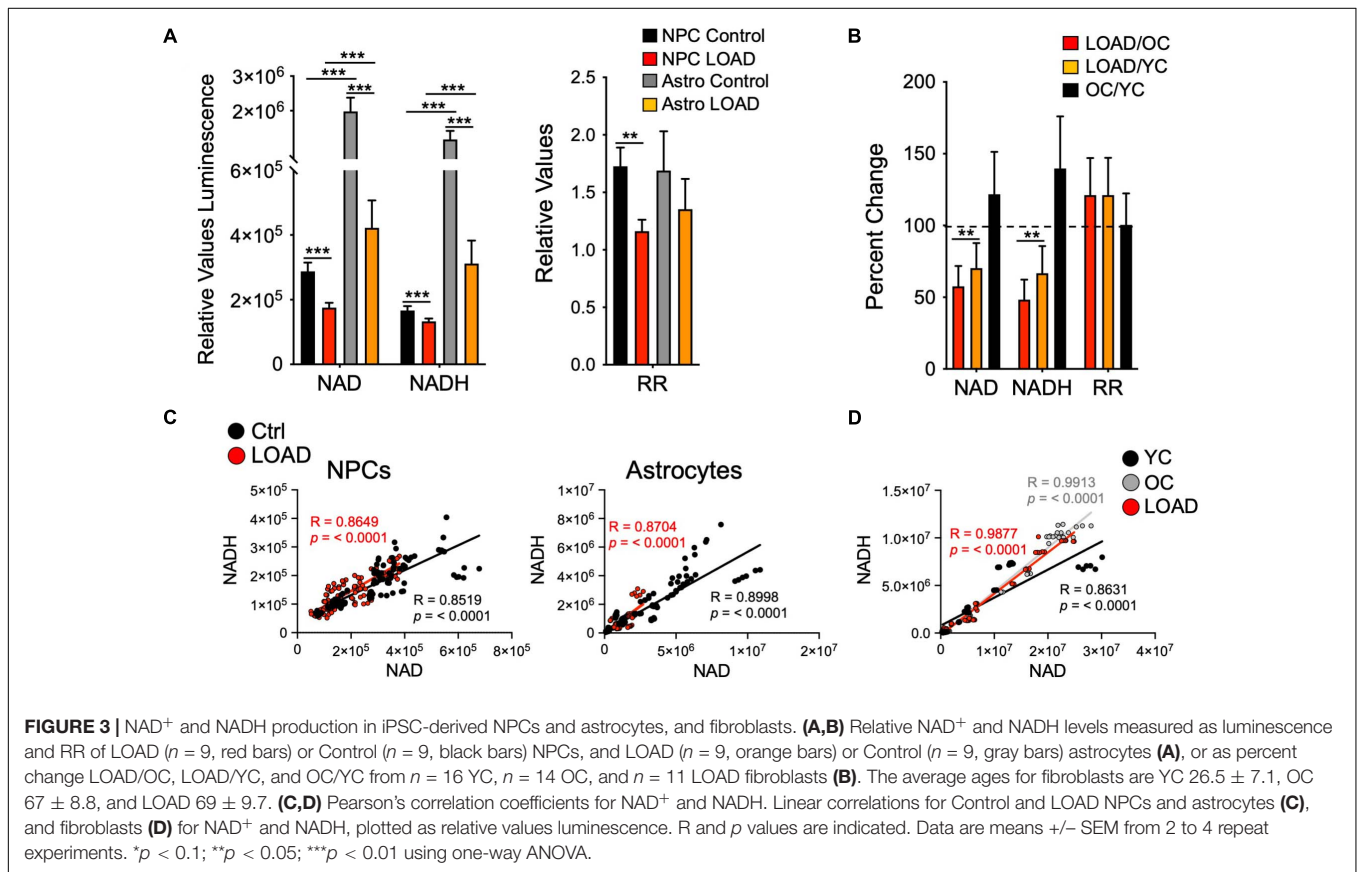 A
NPC Control
NPC LOAD
Astro Control
Astro LOAD
Relative Values Luminescence
3×10⁶
2×10⁶
6×10⁵
4×10⁵
2×10⁵
0
***
***
***
***
***
***
***
***
NAD
NADH
Relative Values
2.5
2.0
1.5
1.0
0.5
0.0
**
RR
B
LOAD/OC
LOAD/YC
OC/YC
Percent Change
200
150
100
50
0
**
**
NAD
NADH
RR
C
Ctrl
LOAD
NPCs
NADH
5×10⁵
4×10⁵
3×10⁵
2×10⁵
1×10⁵
0
R = 0.8649
p = < 0.0001
R = 0.8519
p = < 0.0001
0
2×10⁵
4×10⁵
6×10⁵
8×10⁵
NAD
Astrocytes
NADH
1×10⁷
8×10⁶
6×10⁶
4×10⁶
2×10⁶
0
R = 0.8704
p = < 0.0001
R = 0.8998
p = < 0.0001
0
5×10⁶
1×10⁷
2×10⁷
NAD
D
YC
OC
LOAD
NADH
1.5×10⁷
1.0×10⁷
5.0×10⁶
0.0
R = 0.9913
p = < 0.0001
R = 0.9877
p = < 0.0001
R = 0.8631
p = < 0.0001
0
1×10⁷
2×10⁷
3×10⁷
4×10⁷
NAD
FIGURE 3 | NAD⁺ and NADH production in iPSC-derived NPCs and astrocytes, and fibroblasts. (A,B) Relative NAD⁺ and NADH levels measured as luminescence
and RR of LOAD (n = 9, red bars) or Control (n = 9, black bars) NPCs, and LOAD (n = 9, orange bars) or Control (n = 9, gray bars) astrocytes (A), or as percent
change LOAD/OC, LOAD/YC, and OC/YC from n = 16 YC, n = 14 OC, and n = 11 LOAD fibroblasts (B). The average ages for fibroblasts are YC 26.5 ± 7.1, OC
67 ± 8.8, and LOAD 69 ± 9.7. (C,D) Pearson's correlation coefficients for NAD⁺ and NADH. Linear correlations for Control and LOAD NPCs and astrocytes (C),
and fibroblasts (D) for NAD⁺ and NADH, plotted as relative values luminescence. R and p values are indicated. Data are means +/– SEM from 2 to 4 repeat
experiments. *p < 0.1; **p < 0.05; ***p < 0.01 using one-way ANOVA.